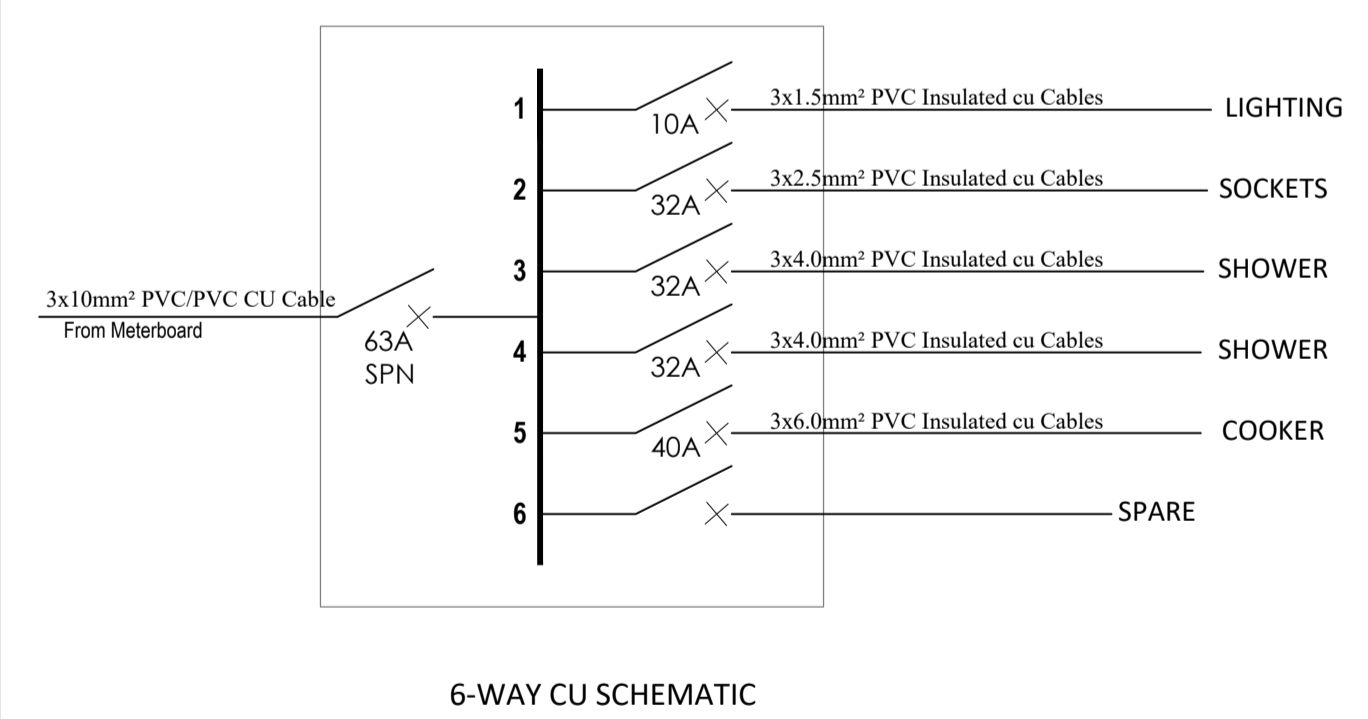 1
10A
3x1.5mm² PVC Insulated cu Cables
LIGHTING
2
32A
3x2.5mm² PVC Insulated cu Cables
SOCKETS
3
32A
3x4.0mm² PVC Insulated cu Cables
SHOWER
3x10mm² PVC/PVC CU Cable
From Meterboard
63A
SPN
4
32A
3x4.0mm² PVC Insulated cu Cables
SHOWER
5
40A
3x6.0mm² PVC Insulated cu Cables
COOKER
6
SPARE
6-WAY CU SCHEMATIC